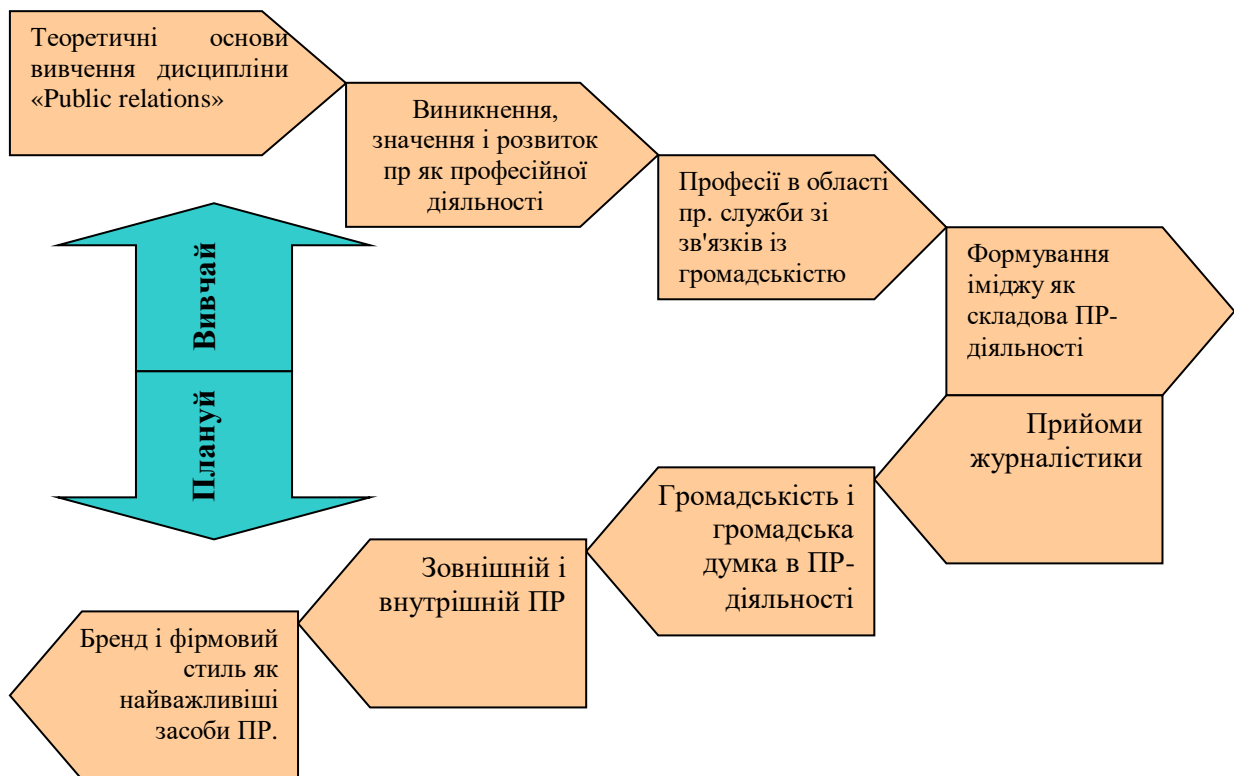 Теоретичні основи
вивчення дисципліни
«Public relations»
Виникнення,
значення і розвиток
пр як професійної
діяльності
Професії в області
пр. служби зі
зв'язків із
громадськістю
Формування
іміджу як
складова ПР-
діяльності
Вивчай
Плануй
Прийоми
журналістики
Громадськість і
громадська
думка в ПР-
діяльності
Зовнішній і
внутрішній ПР
Бренд і фірмовий
стиль як
найважливіші
засоби ПР.